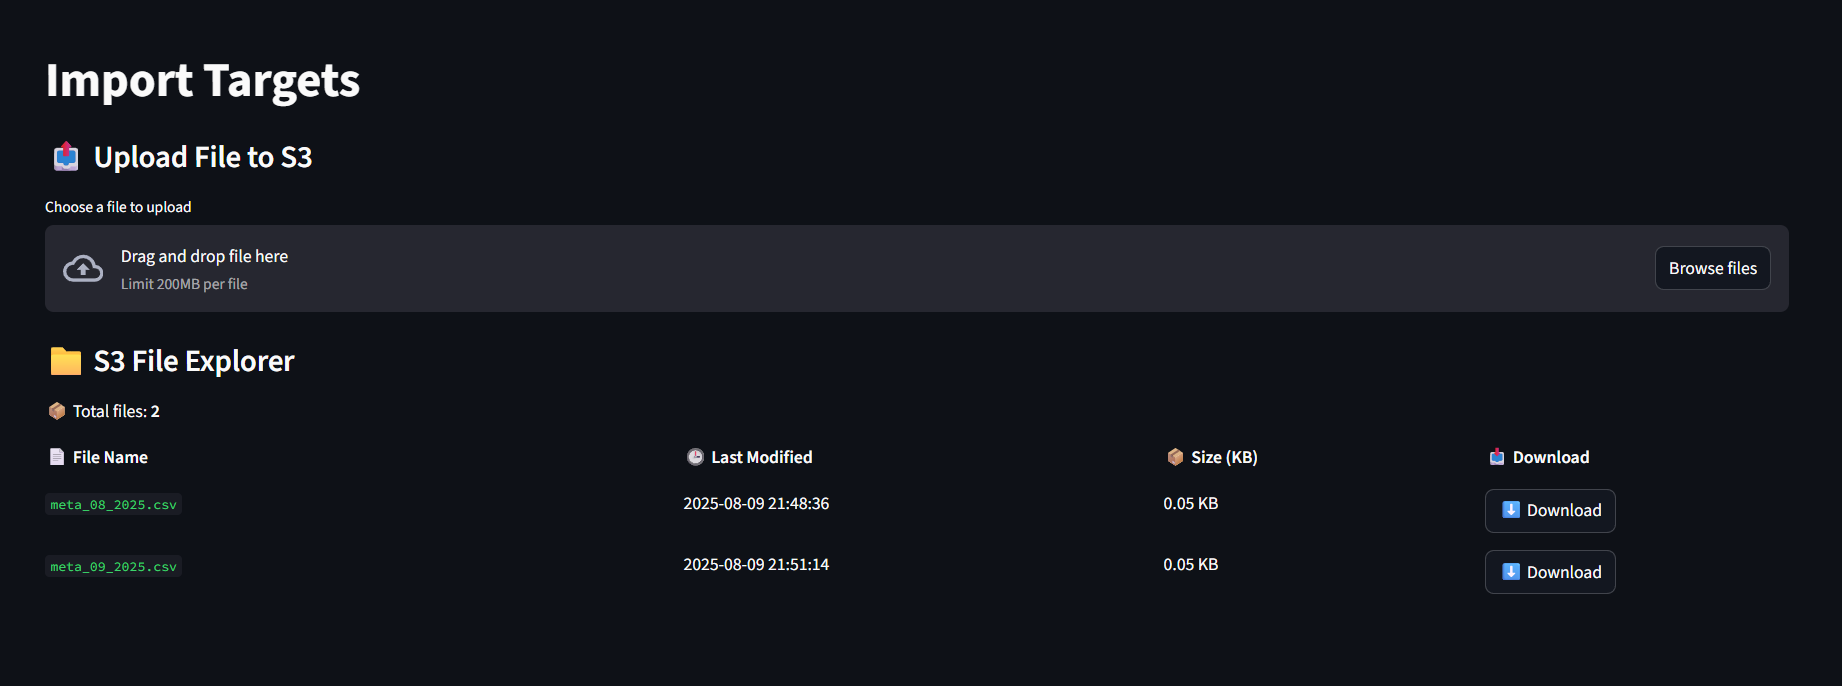 Import Targets
Upload File to S3
Choose a file to upload
Drag and drop file here
Limit 200MB per file
Browse files
S3 File Explorer
Total files: 2
File Name Last Modified Size (KB) Download
meta_08_2025.csv 2025-08-09 21:48:36 0.05 KB Download
meta_09_2025.csv 2025-08-09 21:51:14 0.05 KB Download